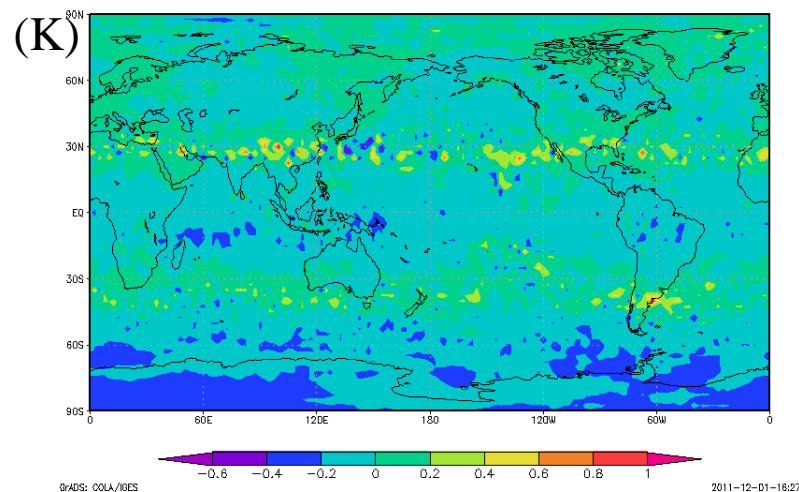 (K)
90N
60N
30N
EQ
30S
60S
90S
0 60E 120E 180 120W 60W 0
-0.6 -0.4 -0.2 0 0.2 0.4 0.6 0.8 1
GrADS: COLA/IGES 2011-12-01-16:27